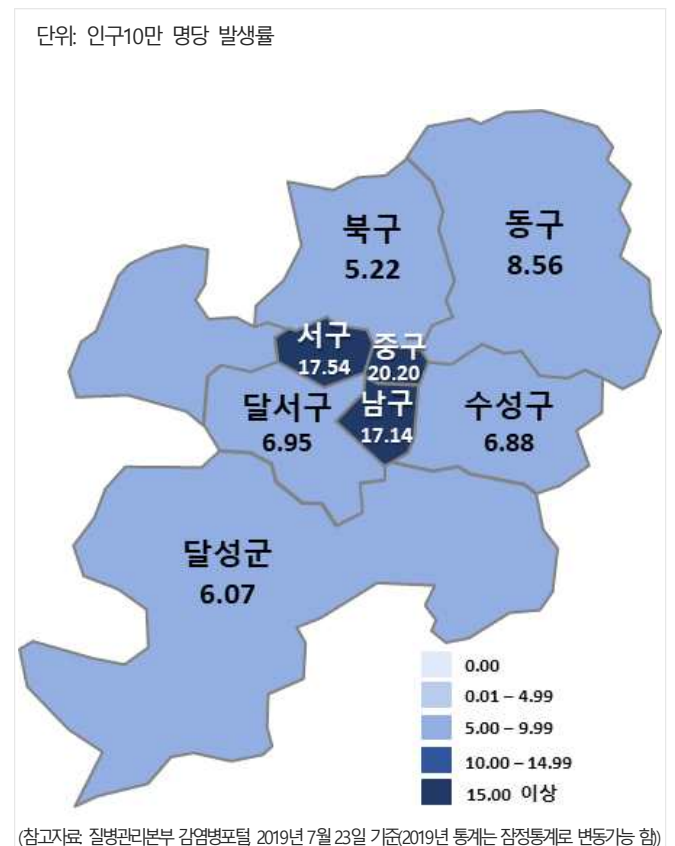 단위: 인구10만 명당 발생률
북구
5.22
동구
8.56
서구
17.54
중구
20.20
달서구
6.95
남구
17.14
수성구
6.88
달성군
6.07
0.00
0.01 – 4.99
5.00 – 9.99
10.00 – 14.99
15.00 이상
(참고자료: 질병관리본부 감염병포털, 2019년 7월 23일 기준(2019년 통계는 잠정통계로 변동가능 함))